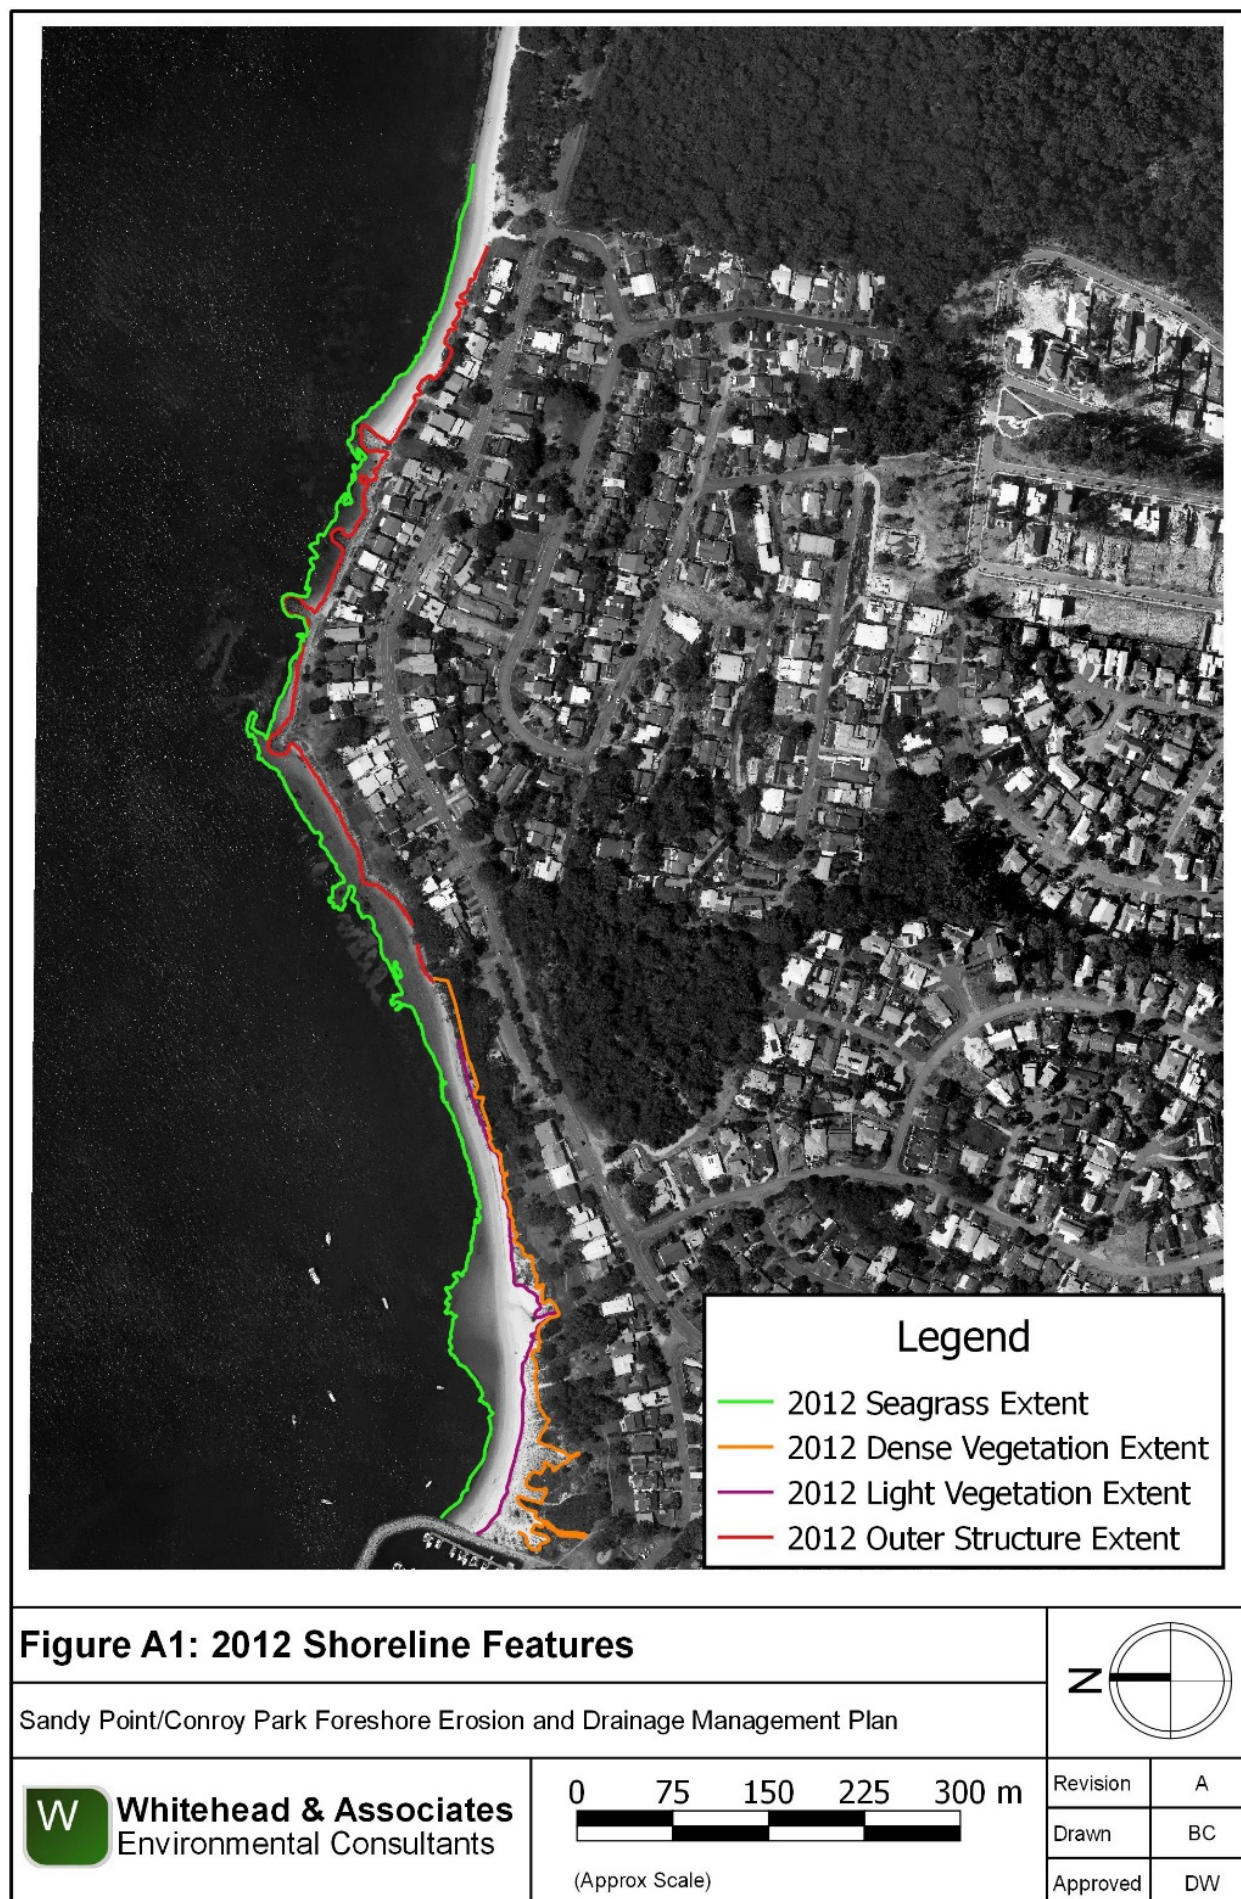 Legend
2012 Seagrass Extent
2012 Dense Vegetation Extent
2012 Light Vegetation Extent
2012 Outer Structure Extent
Figure A1: 2012 Shoreline Features
Sandy Point/Conroy Park Foreshore Erosion and Drainage Management Plan
N
W
Whitehead & Associates
Environmental Consultants
0 75 150 225 300 m
(Approx Scale)
Revision A
Drawn BC
Approved DW